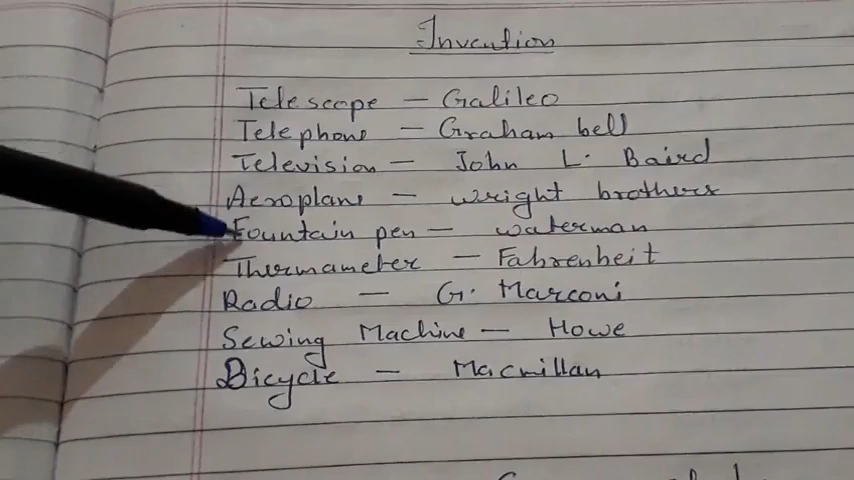 Invention
Telescope - Galileo
Telephone - Graham bell
Television - John L. Baird
Aeroplane - wright brothers
Fountain pen - waterman
Thermameter - Fahrenheit
Radio - G. Marconi
Sewing Machine - Howe
Bicycle - Macmillan